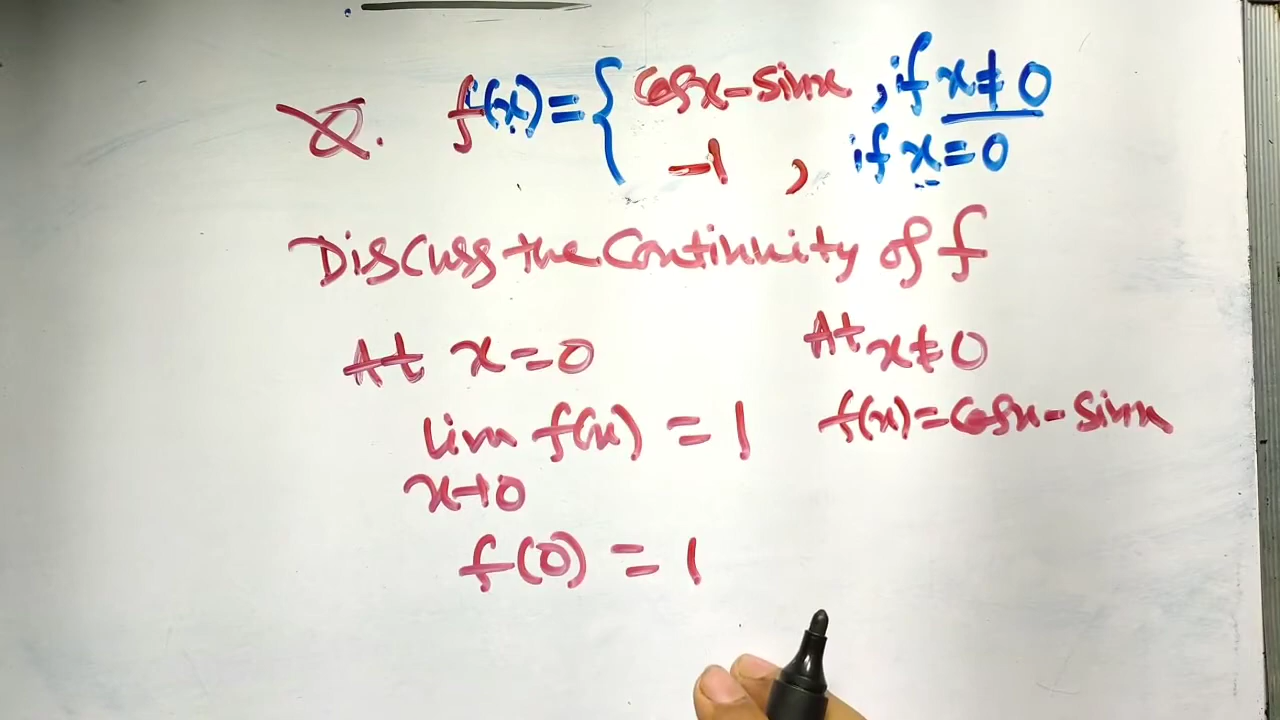 Q. f(x) = { cosx - sinx , if x ≠ 0
-1 , if x = 0
Discuss the Continuity of f
At x = 0
lim f(x) = 1
x→0
f(0) = 1
At x ≠ 0
f(x) = cosx - sinx